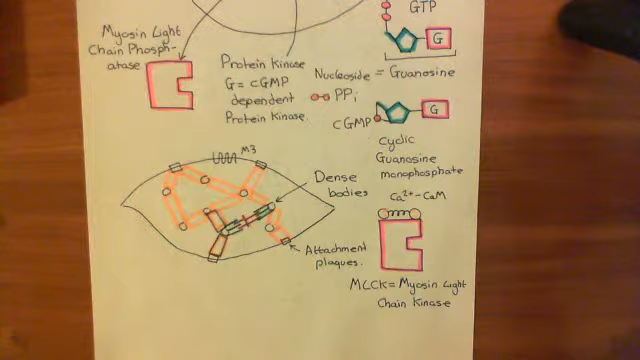 GTP
G
Myosin Light
Chain Phosph-
atase
Protein Kinase
G = cGMP
dependent
Protein Kinase.
Nucleoside = Guanosine
PPi
cGMP
G
cyclic
Guanosine
monophosphate
M3
Dense
bodies
Attachment
plaques.
Ca2+-CaM
MLCK = Myosin Light
Chain Kinase